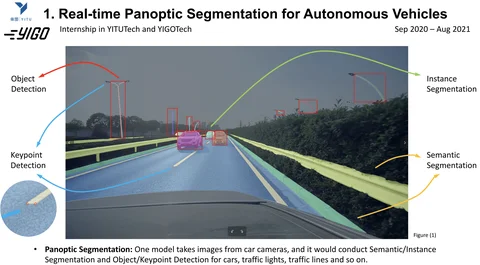 1. Real-time Panoptic Segmentation for Autonomous Vehicles
YIGO
Internship in YITUTech and YIGOTech
Sep 2020 – Aug 2021
Object
Detection
Instance
Segmentation
Keypoint
Detection
Semantic
Segmentation
Figure (1)
• Panoptic Segmentation: One model takes images from car cameras, and it would conduct Semantic/Instance
Segmentation and Object/Keypoint Detection for cars, traffic lights, traffic lines and so on.